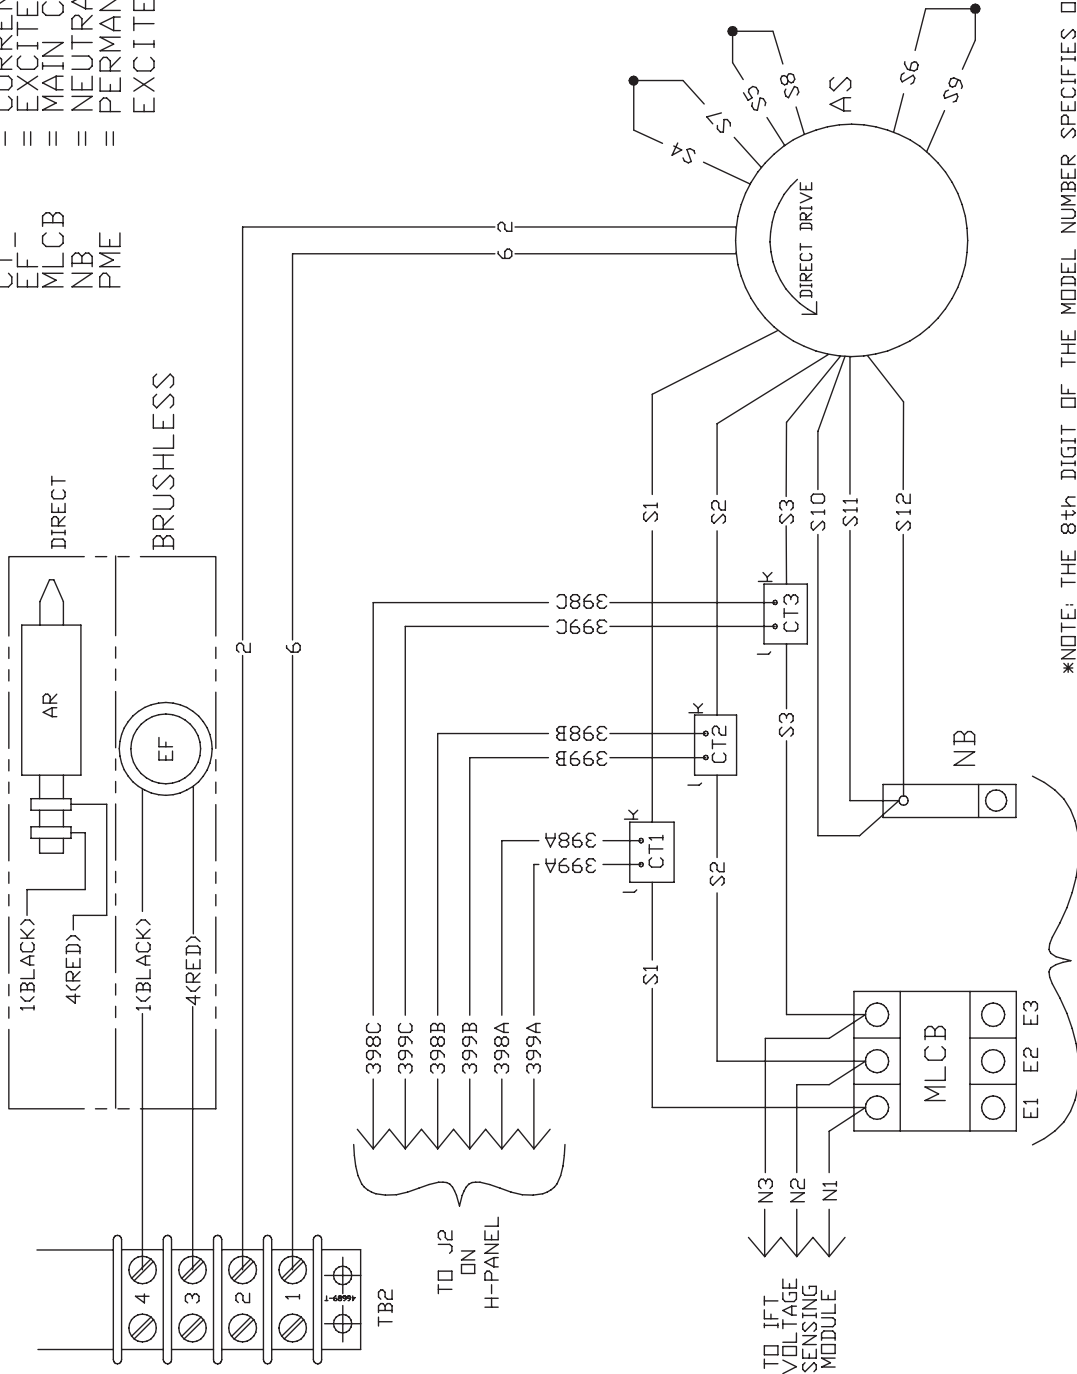 = EXCITE
= MAIN C
= NEUTRA
= PERMAN
EXCITE
EF-
MLCB
NB
PME
DIRECT
BRUSHLESS
AR
EF
1(BLACK)
4(RED)
1(BLACK)
4(RED)
2
6
2
6
S4
S7
S5
S8
AS
S6
S9
DIRECT DRIVE
S1
S2
S3
S10
S11
S12
398C
399C
398B
399B
398A
399A
CT3
CT2
CT1
S3
S2
S1
NB
398C
399C
398B
399B
398A
399A
TO J2
ON
H-PANEL
4
3
2
1
46689-T
TB2
MLCB
E1
E2
E3
N3
N2
N1
TO IFT
VOLTAGE
SENSING
MODULE
*NOTE: THE 8th DIGIT OF THE MODEL NUMBER SPECIFIES